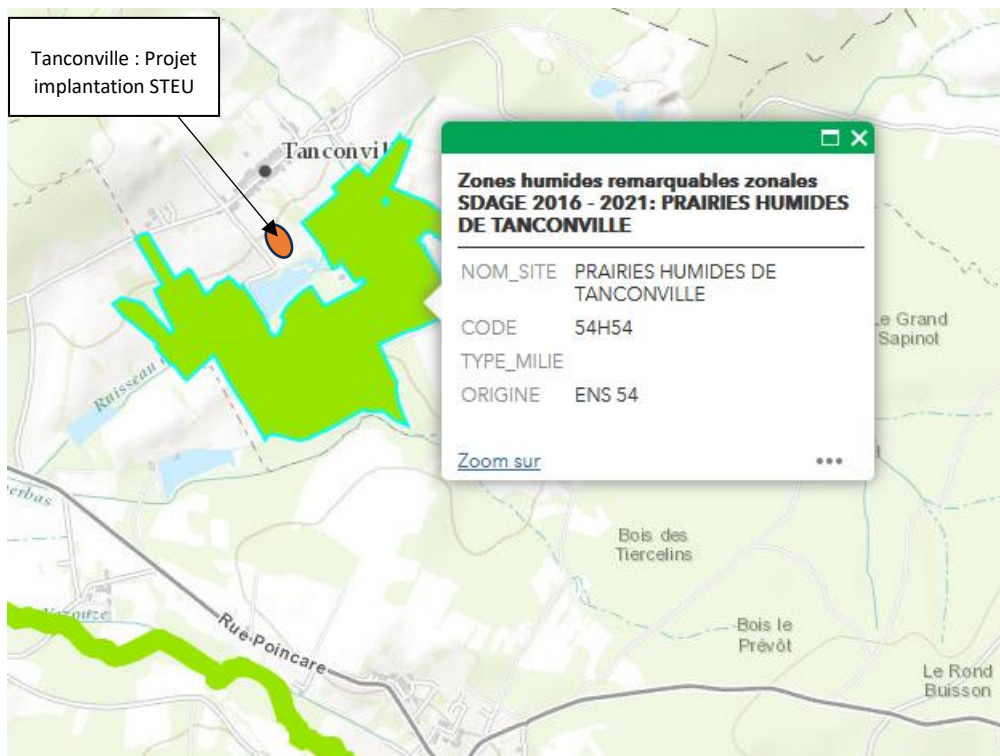 Tanconville : Projet
implantation STEU
Tanconvil
Zones humides remarquables zonales
SDAGE 2016 - 2021: PRAIRIES HUMIDES
DE TANCONVILLE
NOM_SITE PRAIRIES HUMIDES DE
TANCONVILLE
CODE 54H54
TYPE_MILIE
ORIGINE ENS 54
Zoom sur
Le Grand
Sapinot
Ruisseau
erbas
Bois des
Tiercelins
Rue-Poincare
Bois le
Prévôt
Le Rond
Buisson